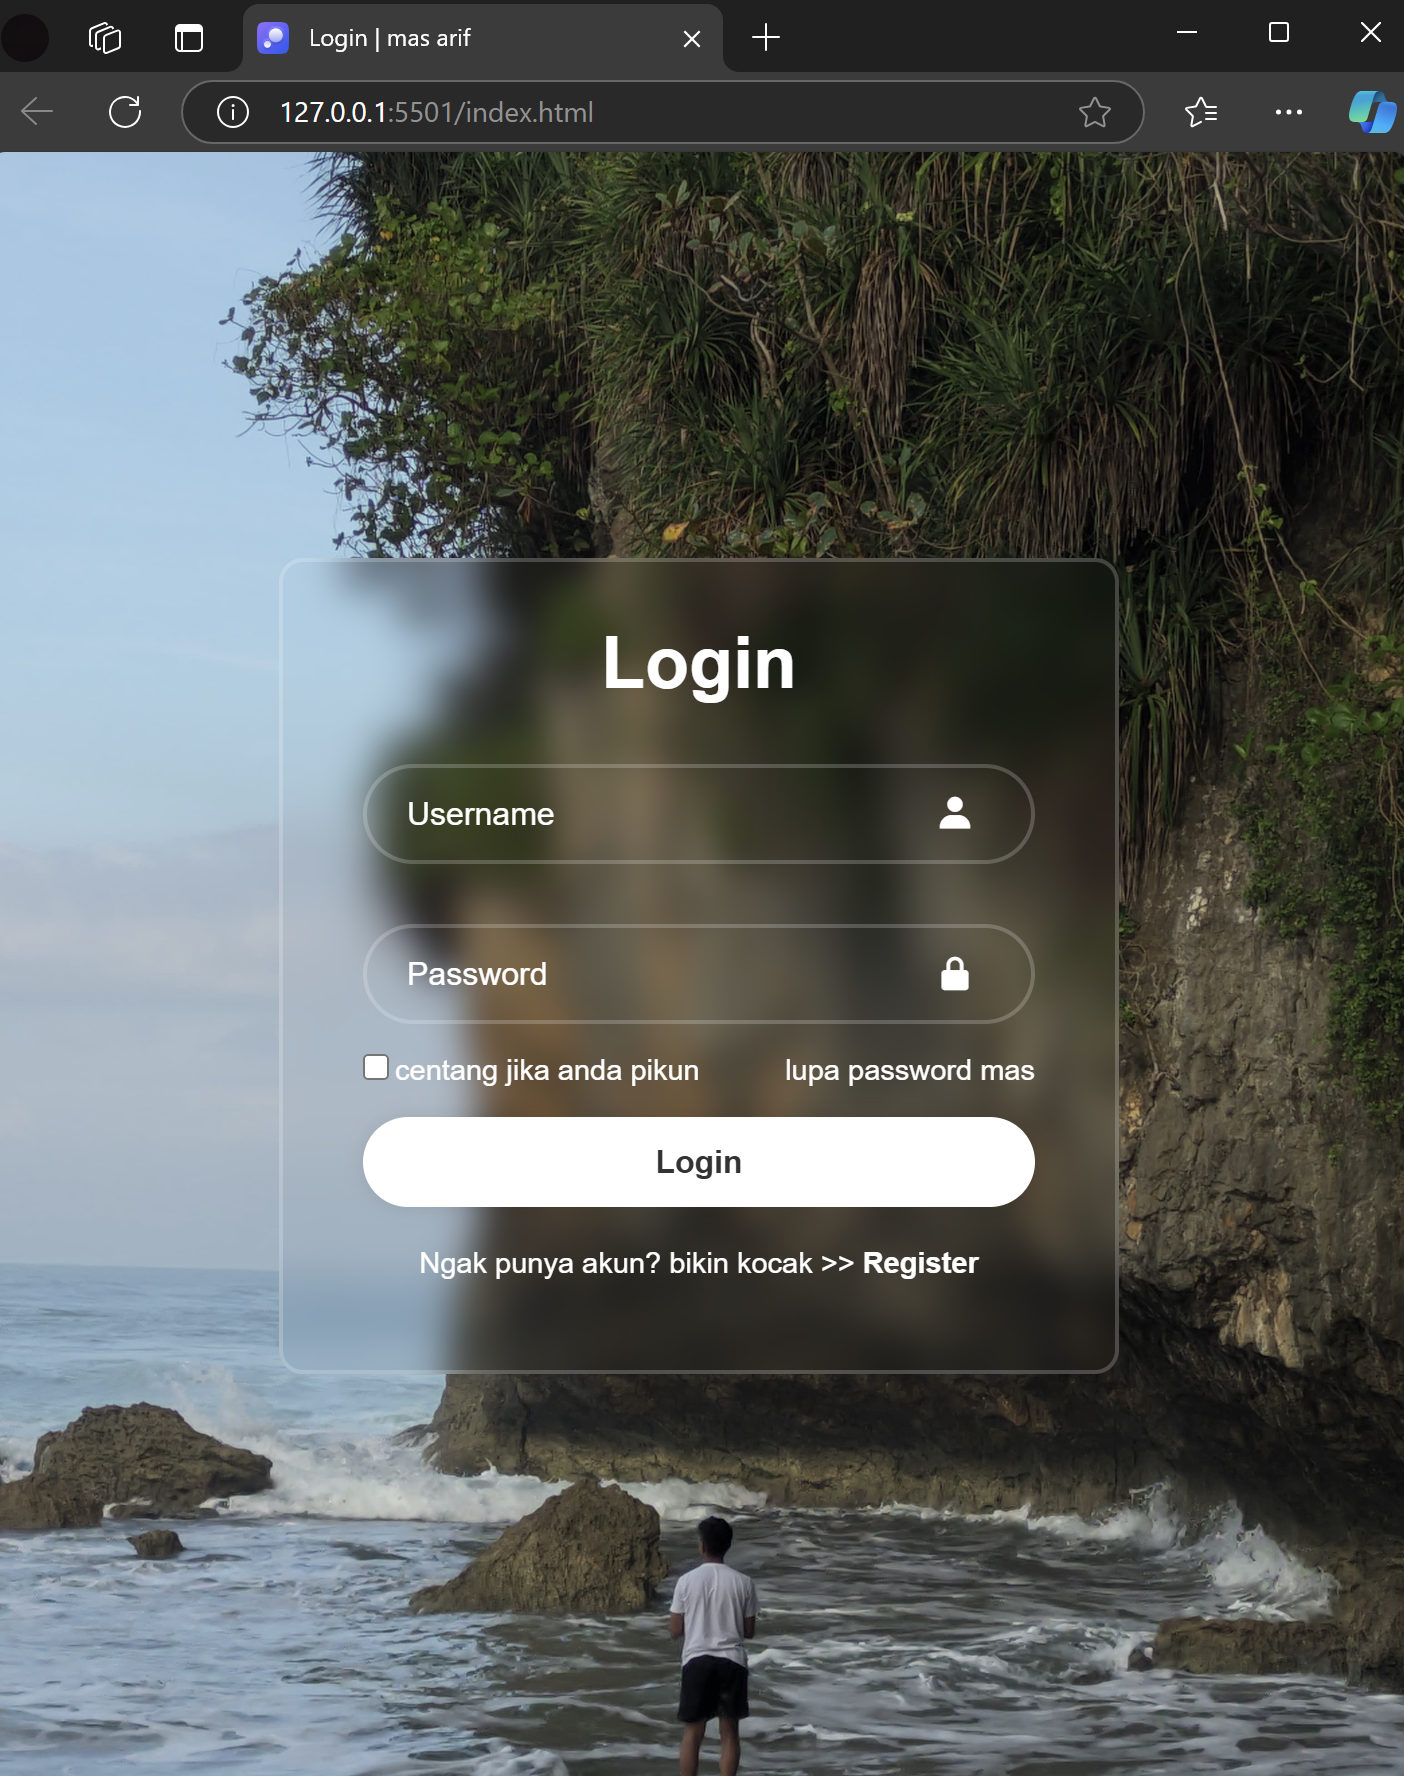 Login | mas arif
127.0.0.1:5501/index.html
Login
Username
Password
centang jika anda pikun lupa password mas
Login
Ngak punya akun? bikin kocak >> Register